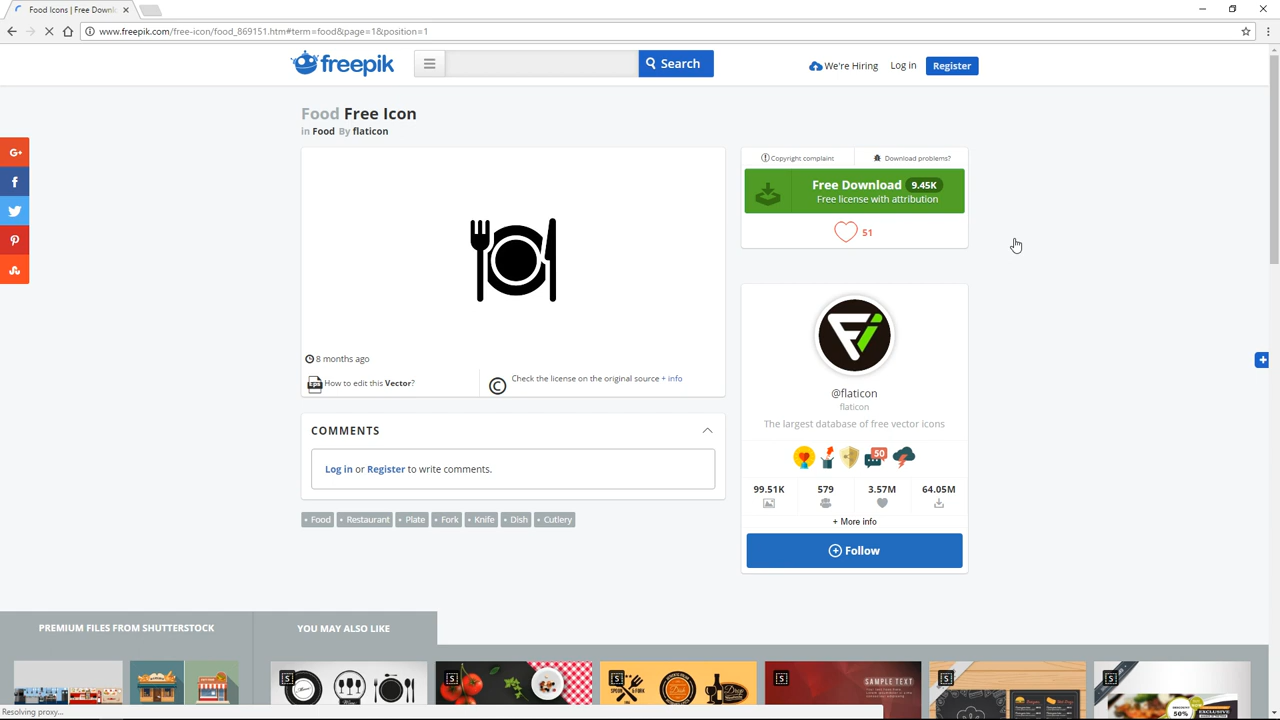 Food Icons | Free Downl
www.freepik.com/free-icon/food_869151.htm#term=food&page=1&position=1
freepik
Search
We're Hiring
Log in
Register
Food Free Icon
in Food By flaticon
G+
Copyright complaint
Download problems?
Free Download 9.45K
Free license with attribution
51
8 months ago
EPS
How to edit this Vector?
©
Check the license on the original source + info
@flaticon
flaticon
The largest database of free vector icons
50
99.51K
579
3.57M
64.05M
+ More info
Follow
COMMENTS
Log in or Register to write comments.
• Food
• Restaurant
• Plate
• Fork
• Knife
• Dish
• Cutlery
PREMIUM FILES FROM SHUTTERSTOCK
YOU MAY ALSO LIKE
SAMPLE TEXT
50%
Resolving proxy...